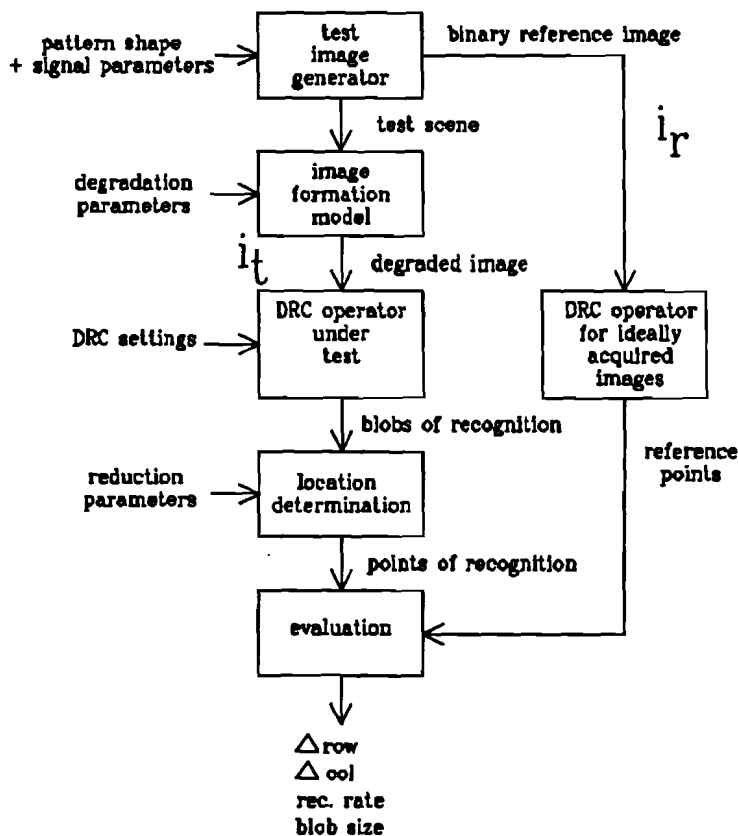 pattern shape
+ signal parameters
test
image
generator
binary reference image
test scene
i_r
degradation
parameters
image
formation
model
i_t
degraded image
DRC settings
DRC operator
under
test
DRC operator
for ideally
acquired
images
blobs of recognition
reduction
parameters
location
determination
reference
points
points of recognition
evaluation
△ row
△ col
rec. rate
blob size